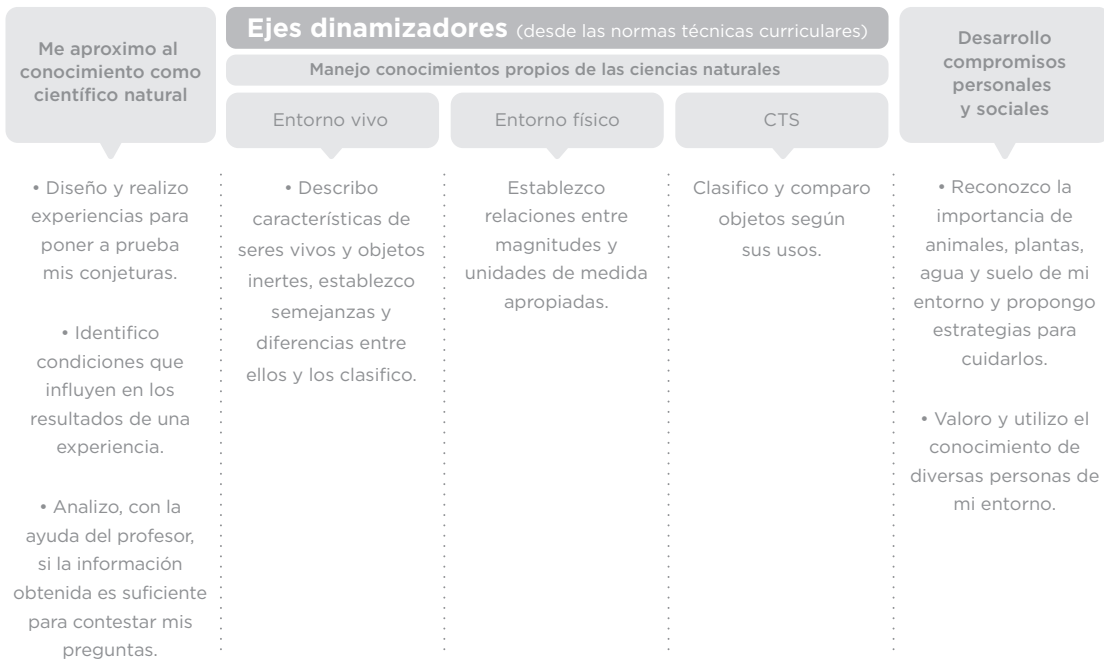 Me aproximo al
conocimiento como
científico natural
Ejes dinamizadores (desde las normas técnicas curriculares)
Manejo conocimientos propios de las ciencias naturales
Entorno vivo
Entorno físico
CTS
Desarrollo
compromisos
personales
y sociales
• Diseño y realizo
experiencias para
poner a prueba
mis conjeturas.
• Identifico
condiciones que
influyen en los
resultados de una
experiencia.
• Analizo, con la
ayuda del profesor,
si la información
obtenida es suficiente
para contestar mis
preguntas.
• Describo
características de
seres vivos y objetos
inertes, establezco
semejanzas y
diferencias entre
ellos y los clasifico.
Establezco
relaciones entre
magnitudes y
unidades de medida
apropiadas.
Clasifico y comparo
objetos según
sus usos.
• Reconozco la
importancia de
animales, plantas,
agua y suelo de mi
entorno y propongo
estrategias para
cuidarlos.
• Valoro y utilizo el
conocimiento de
diversas personas de
mi entorno.